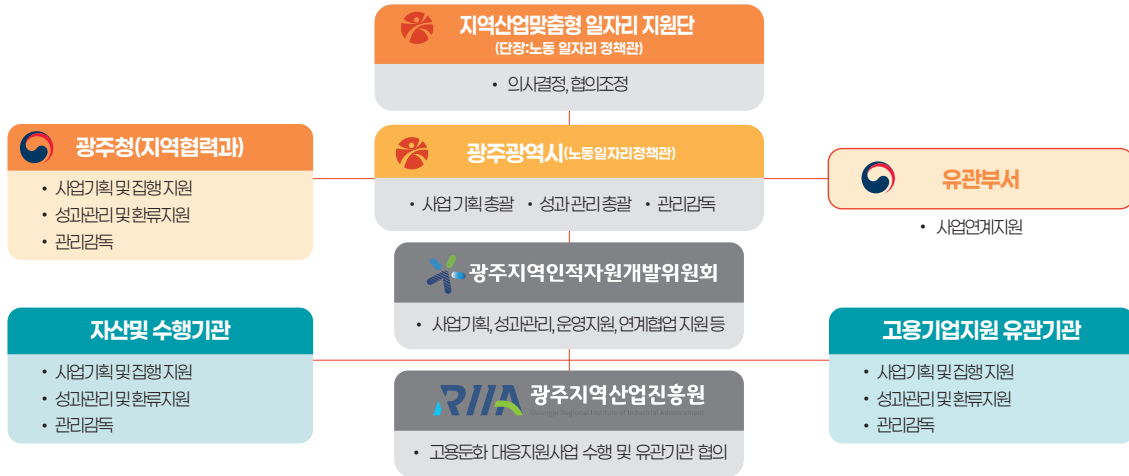 지역산업맞춤형 일자리 지원단
(단장:노동 일자리 정책관)
• 의사결정, 협의조정
광주청(지역협력과)
• 사업기획 및 집행 지원
• 성과관리 및 환류지원
• 관리감독
광주광역시(노동일자리정책관)
• 사업 기획 총괄 • 성과 관리 총괄 • 관리감독
유관부서
• 사업연계지원
광주지역인적자원개발위원회
• 사업기획, 성과관리, 운영지원, 연계협업 지원 등
자산및 수행기관
• 사업기획 및 집행 지원
• 성과관리 및 환류지원
• 관리감독
RIIA 광주지역산업진흥원
Gwangju Regional Institute of Industrial Advancement
• 고용둔화 대응지원사업 수행 및 유관기관 협의
고용기업지원 유관기관
• 사업기획 및 집행 지원
• 성과관리 및 환류지원
• 관리감독